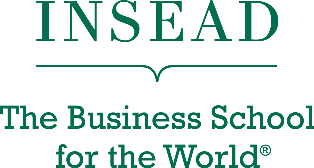 INSEAD
The Business School
for the World®